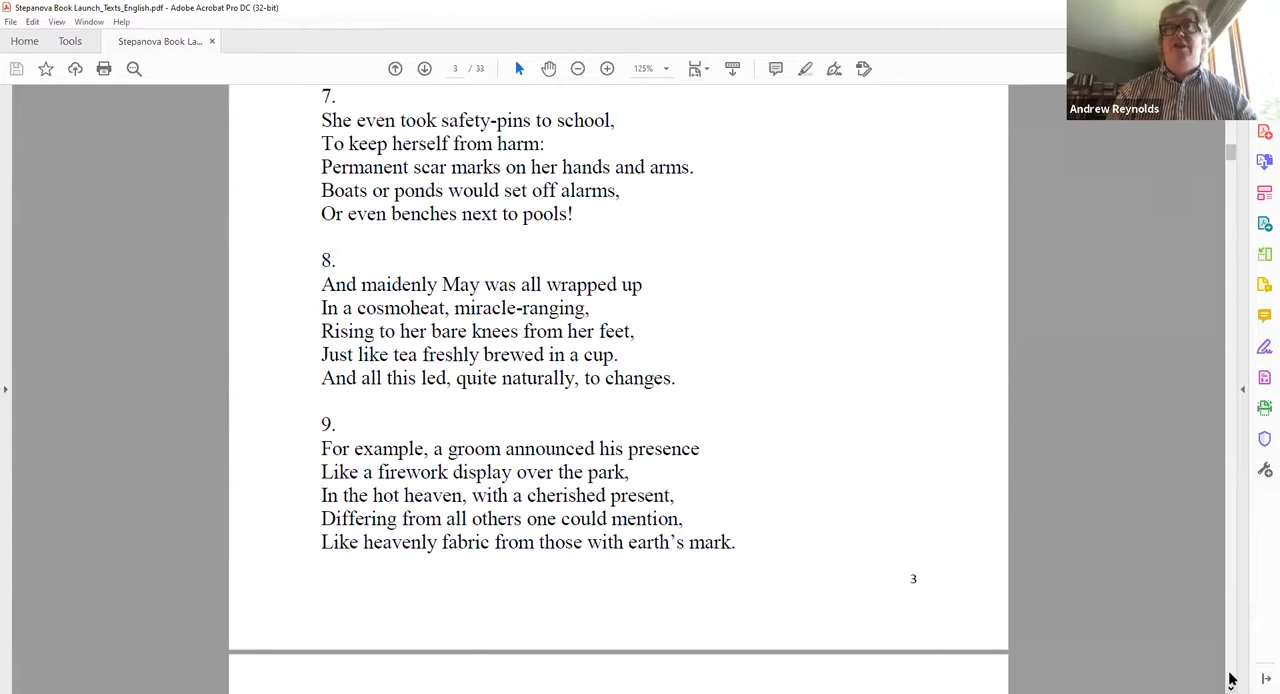 Stepanova Book Launch_Texts_English.pdf - Adobe Acrobat Pro DC (32-bit)
File Edit View Window Help
Home Tools Stepanova Book La... ×
3 / 33 125%
Andrew Reynolds
7.
She even took safety-pins to school,
To keep herself from harm:
Permanent scar marks on her hands and arms.
Boats or ponds would set off alarms,
Or even benches next to pools!
8.
And maidenly May was all wrapped up
In a cosmoheat, miracle-ranging,
Rising to her bare knees from her feet,
Just like tea freshly brewed in a cup.
And all this led, quite naturally, to changes.
9.
For example, a groom announced his presence
Like a firework display over the park,
In the hot heaven, with a cherished present,
Differing from all others one could mention,
Like heavenly fabric from those with earth’s mark.
3